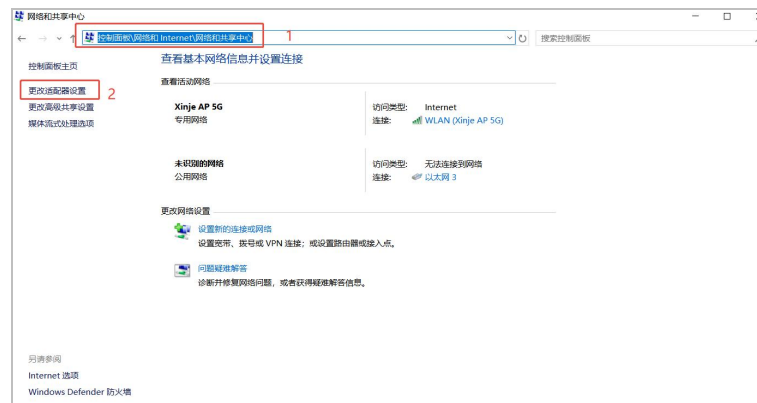 网络和共享中心
控制面板\网络和 Internet\网络和共享中心
1
搜索控制面板
控制面板主页
更改适配器设置
2
更改高级共享设置
媒体流式处理选项
查看基本网络信息并设置连接
查看活动网络
Xinje AP 5G
专用网络
访问类型: Internet
连接: WLAN (Xinje AP 5G)
未识别的网络
公用网络
访问类型: 无法连接到网络
连接: 以太网 3
更改网络设置
设置新的连接或网络
设置宽带、拨号或 VPN 连接；或设置路由器或接入点。
问题疑难解答
诊断并修复网络问题，或者获得疑难解答信息。
另请参阅
Internet 选项
Windows Defender 防火墙